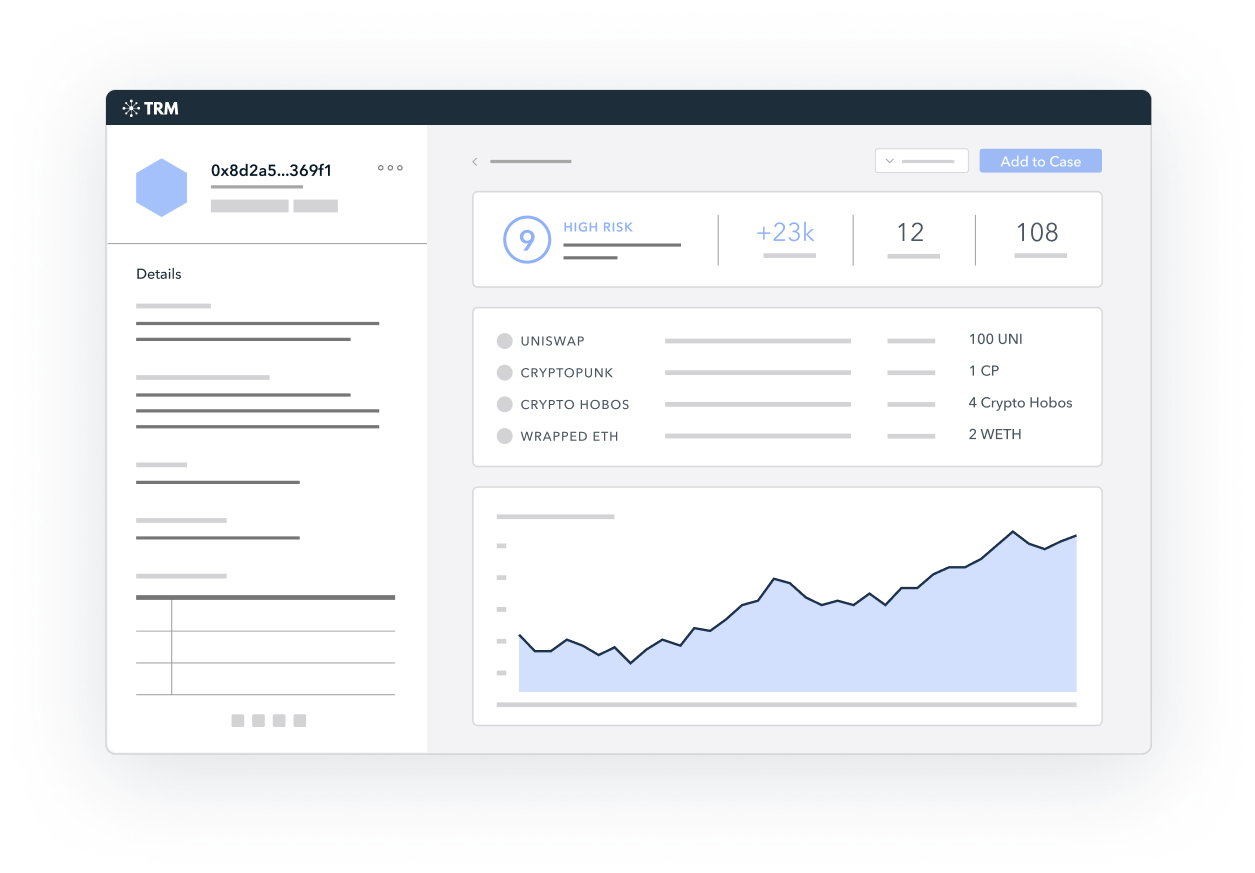 TRM
0x8d2a5...369f1
Details
Add to Case
9
HIGH RISK
+23k
12
108
UNISWAP
100 UNI
CRYPTOPUNK
1 CP
CRYPTO HOBOS
4 Crypto Hobos
WRAPPED ETH
2 WETH